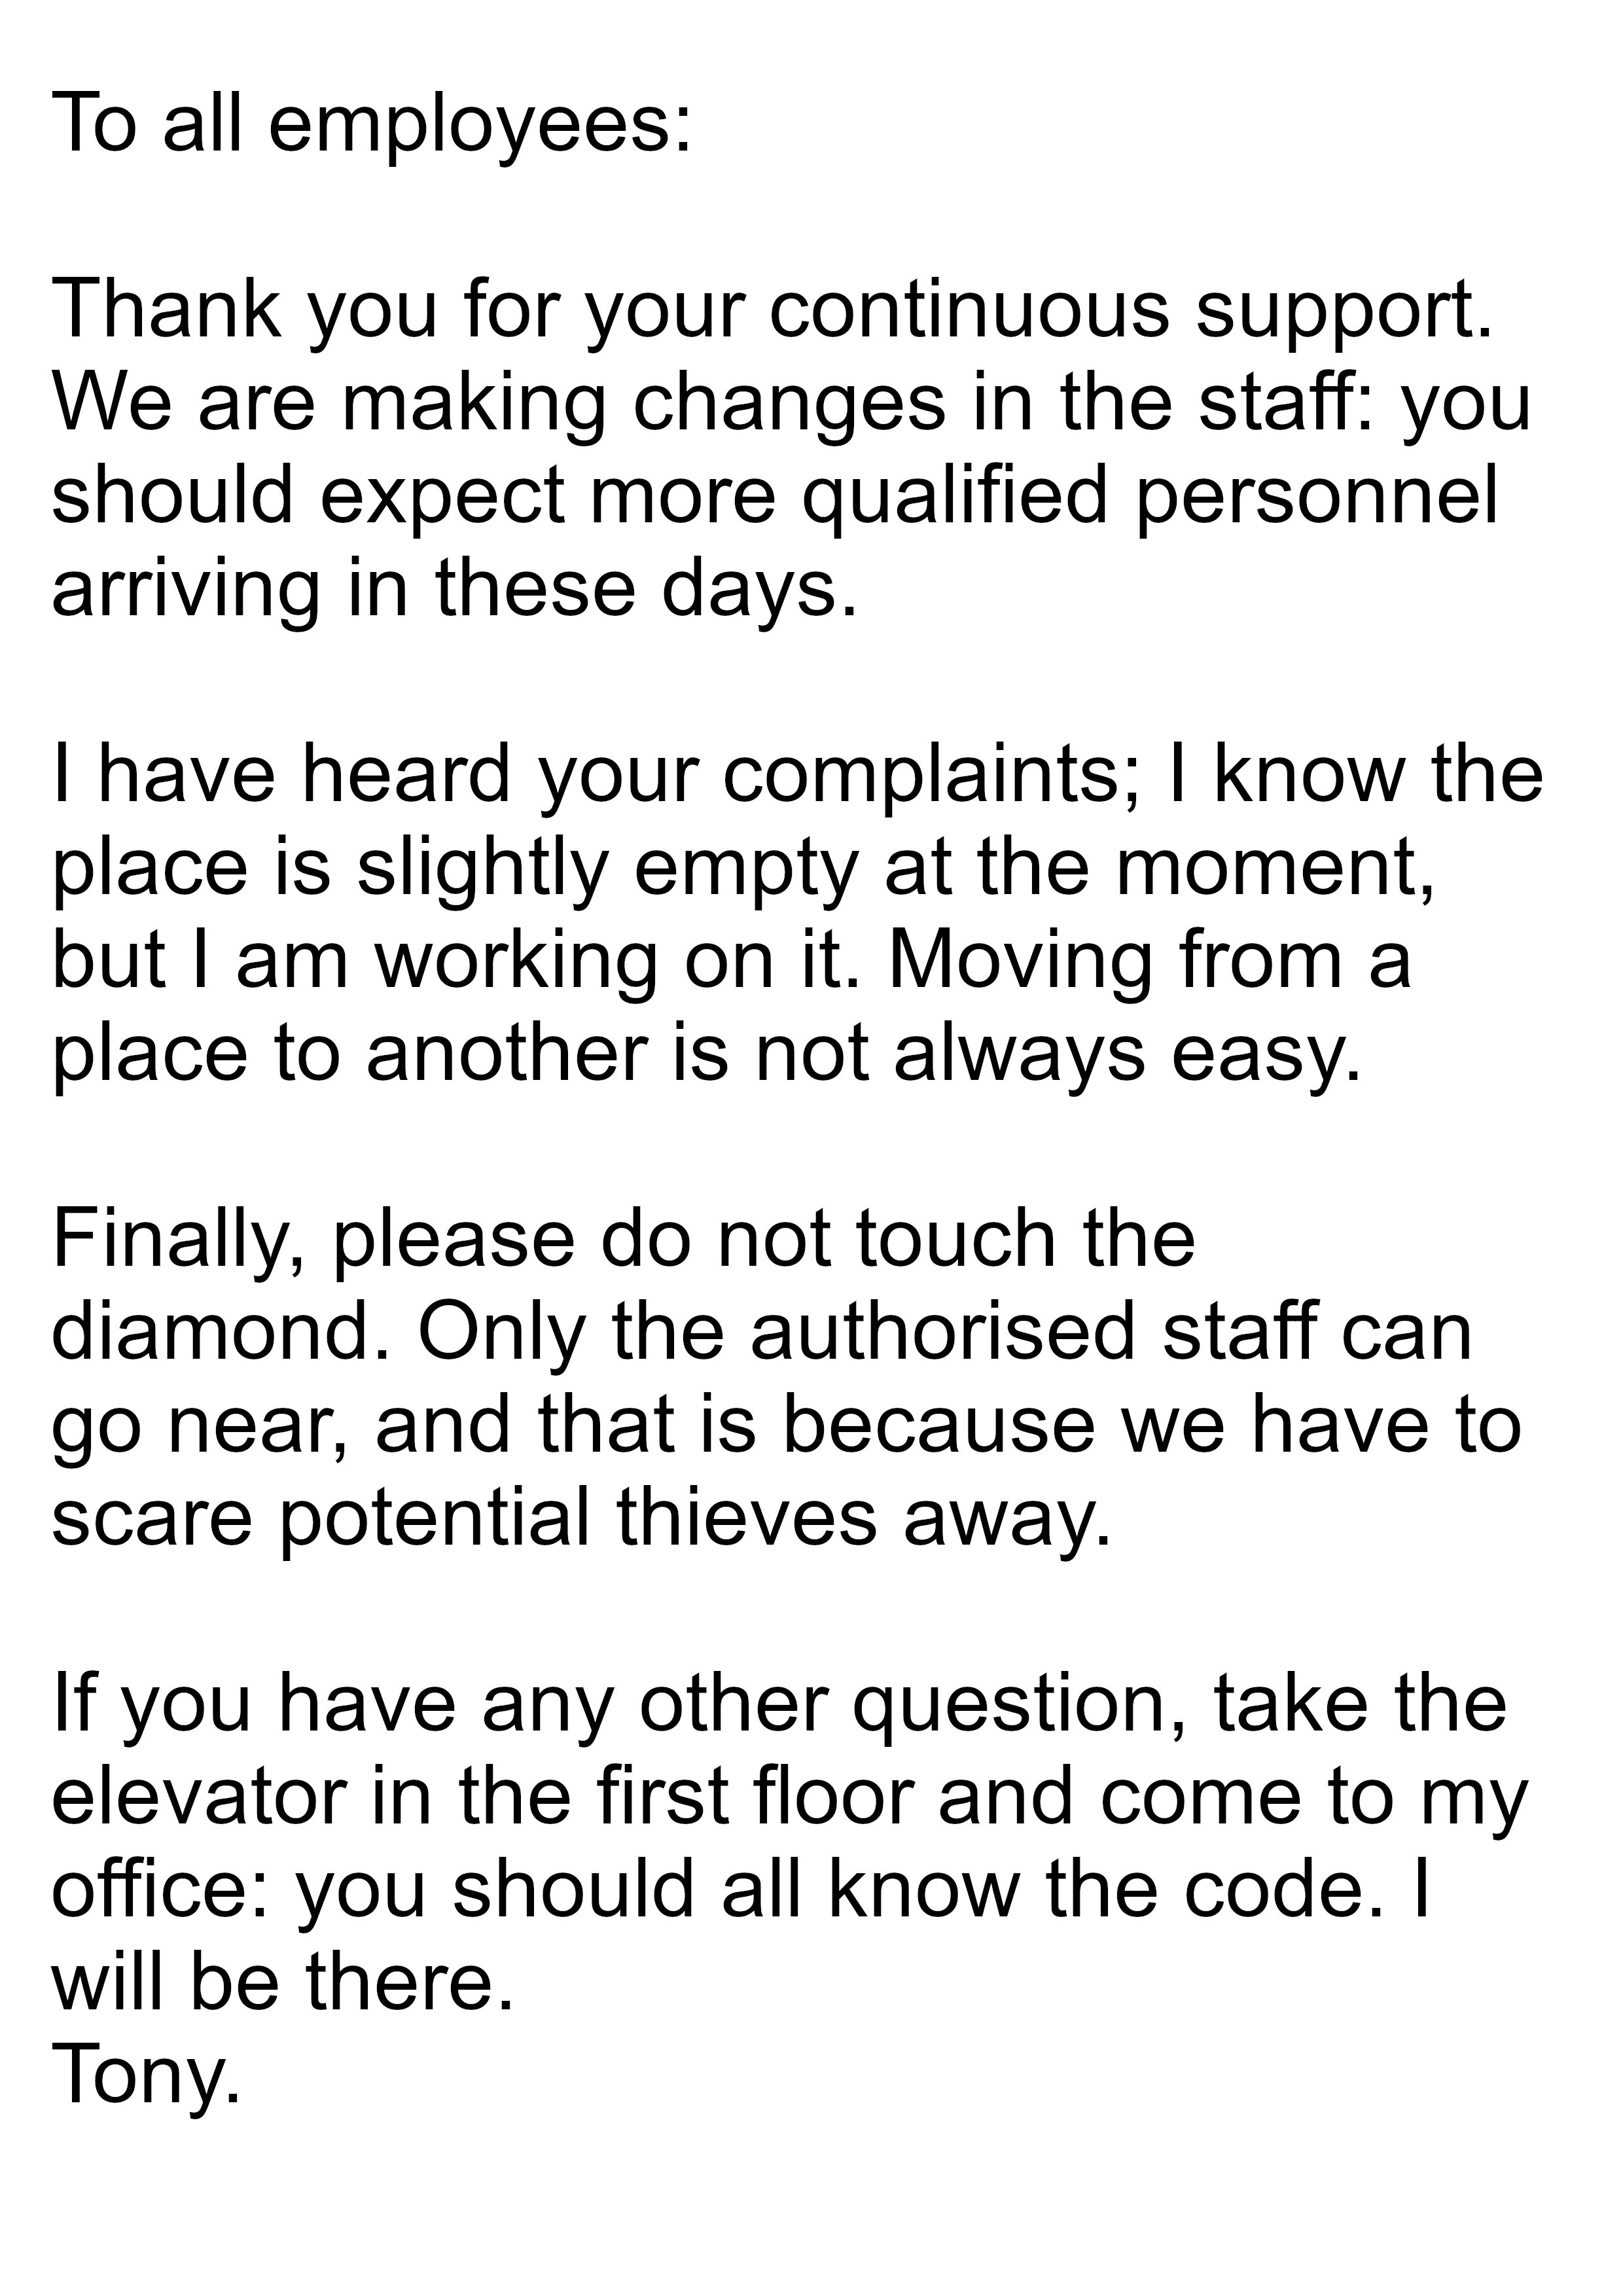 To all employees:
Thank you for your continuous support.
We are making changes in the staff: you
should expect more qualified personnel
arriving in these days.
I have heard your complaints; I know the
place is slightly empty at the moment,
but I am working on it. Moving from a
place to another is not always easy.
Finally, please do not touch the
diamond. Only the authorised staff can
go near, and that is because we have to
scare potential thieves away.
If you have any other question, take the
elevator in the first floor and come to my
office: you should all know the code. I
will be there.
Tony.